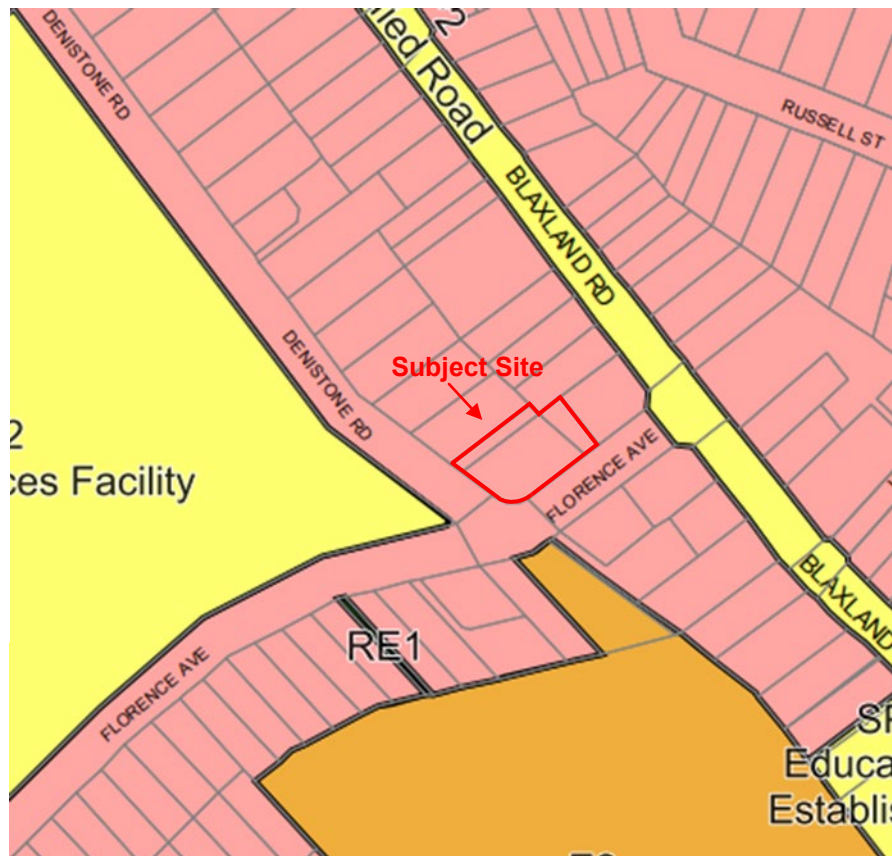 DENISTONE RD
fied Road
2
RUSSELL ST
BLAXLAND RD
Subject Site
DENISTONE RD
2
ces Facility
FLORENCE AVE
RE1
FLORENCE AVE
BLAXLAND
SP
Educa
Establis